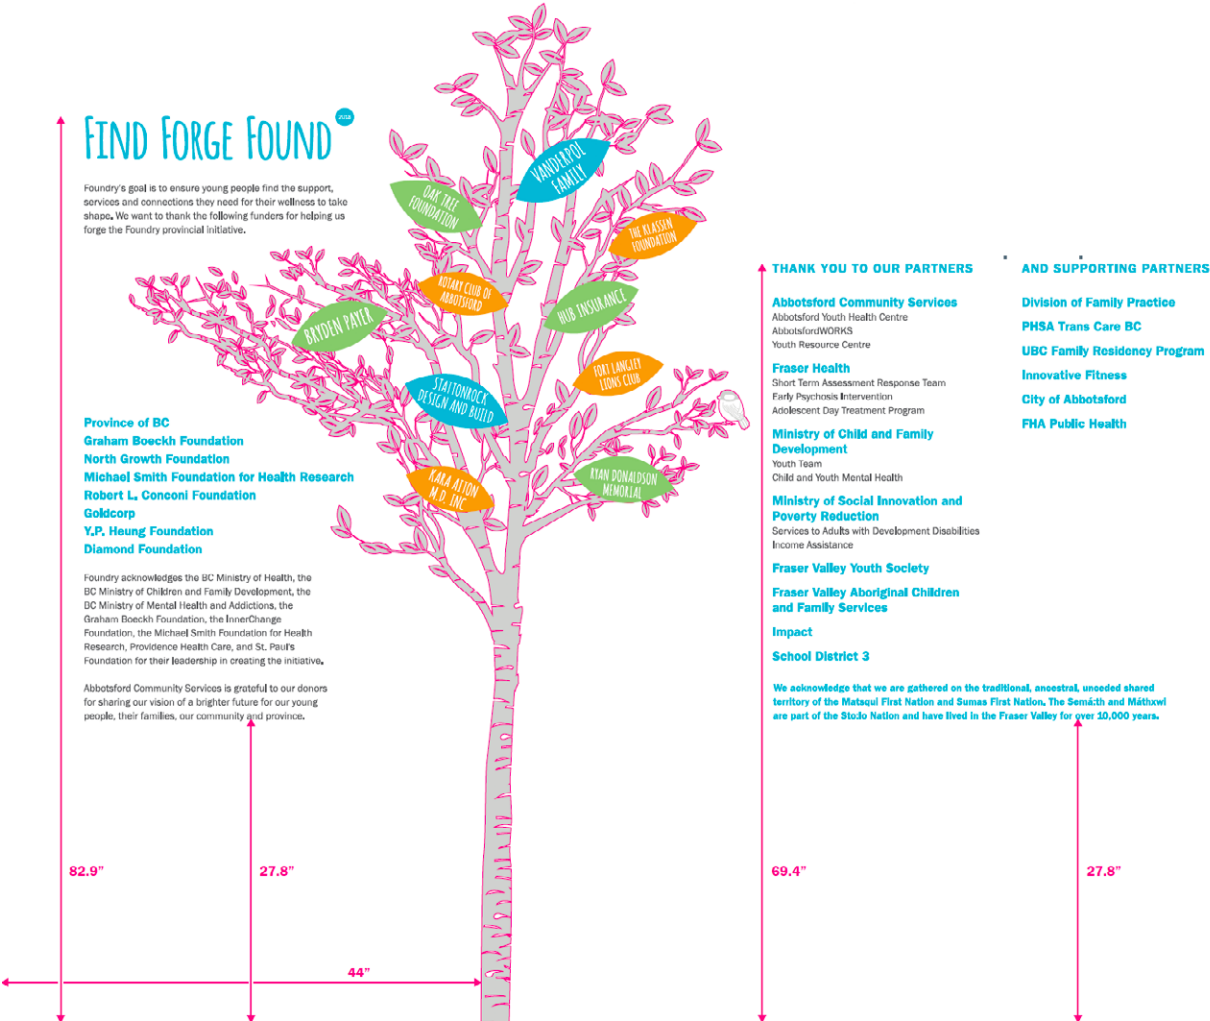 FIND FORGE FOUND
2018
Foundry's goal is to ensure young people find the support,
services and connections they need for their wellness to take
shape. We want to thank the following funders for helping us
forge the Foundry provincial initiative.
Province of BC
Graham Boeckh Foundation
North Growth Foundation
Michael Smith Foundation for Health Research
Robert L. Conconi Foundation
Goldcorp
Y.P. Heung Foundation
Diamond Foundation
Foundry acknowledges the BC Ministry of Health, the
BC Ministry of Children and Family Development, the
BC Ministry of Mental Health and Addictions, the
Graham Boeckh Foundation, the InnerChange
Foundation, the Michael Smith Foundation for Health
Research, Providence Health Care, and St. Paul's
Foundation for their leadership in creating the initiative.
Abbotsford Community Services is grateful to our donors
for sharing our vision of a brighter future for our young
people, their families, our community and province.
82.9"
27.8"
44"
VANDERPOL
FAMILY
OAK TREE
FOUNDATION
THE KLASSEN
FOUNDATION
ROTARY CLUB OF
ABBOTSFORD
HUB INSURANCE
BRYDEN PAYER
FORT LANGLEY
LIONS CLUB
STATTONROCK
DESIGN AND BUILD
KARA AITON
M.D. INC
RYAN DONALDSON
MEMORIAL
THANK YOU TO OUR PARTNERS
Abbotsford Community Services
Abbotsford Youth Health Centre
AbbotsfordWORKS
Youth Resource Centre
Fraser Health
Short Term Assessment Response Team
Early Psychosis Intervention
Adolescent Day Treatment Program
Ministry of Child and Family
Development
Youth Team
Child and Youth Mental Health
Ministry of Social Innovation and
Poverty Reduction
Services to Adults with Development Disabilities
Income Assistance
Fraser Valley Youth Society
Fraser Valley Aboriginal Children
and Family Services
Impact
School District 3
AND SUPPORTING PARTNERS
Division of Family Practice
PHSA Trans Care BC
UBC Family Residency Program
Innovative Fitness
City of Abbotsford
FHA Public Health
We acknowledge that we are gathered on the traditional, ancestral, unceded shared
territory of the Matsqui First Nation and Sumas First Nation. The Semá:th and Máthxwi
are part of the Sto:lo Nation and have lived in the Fraser Valley for over 10,000 years.
69.4"
27.8"